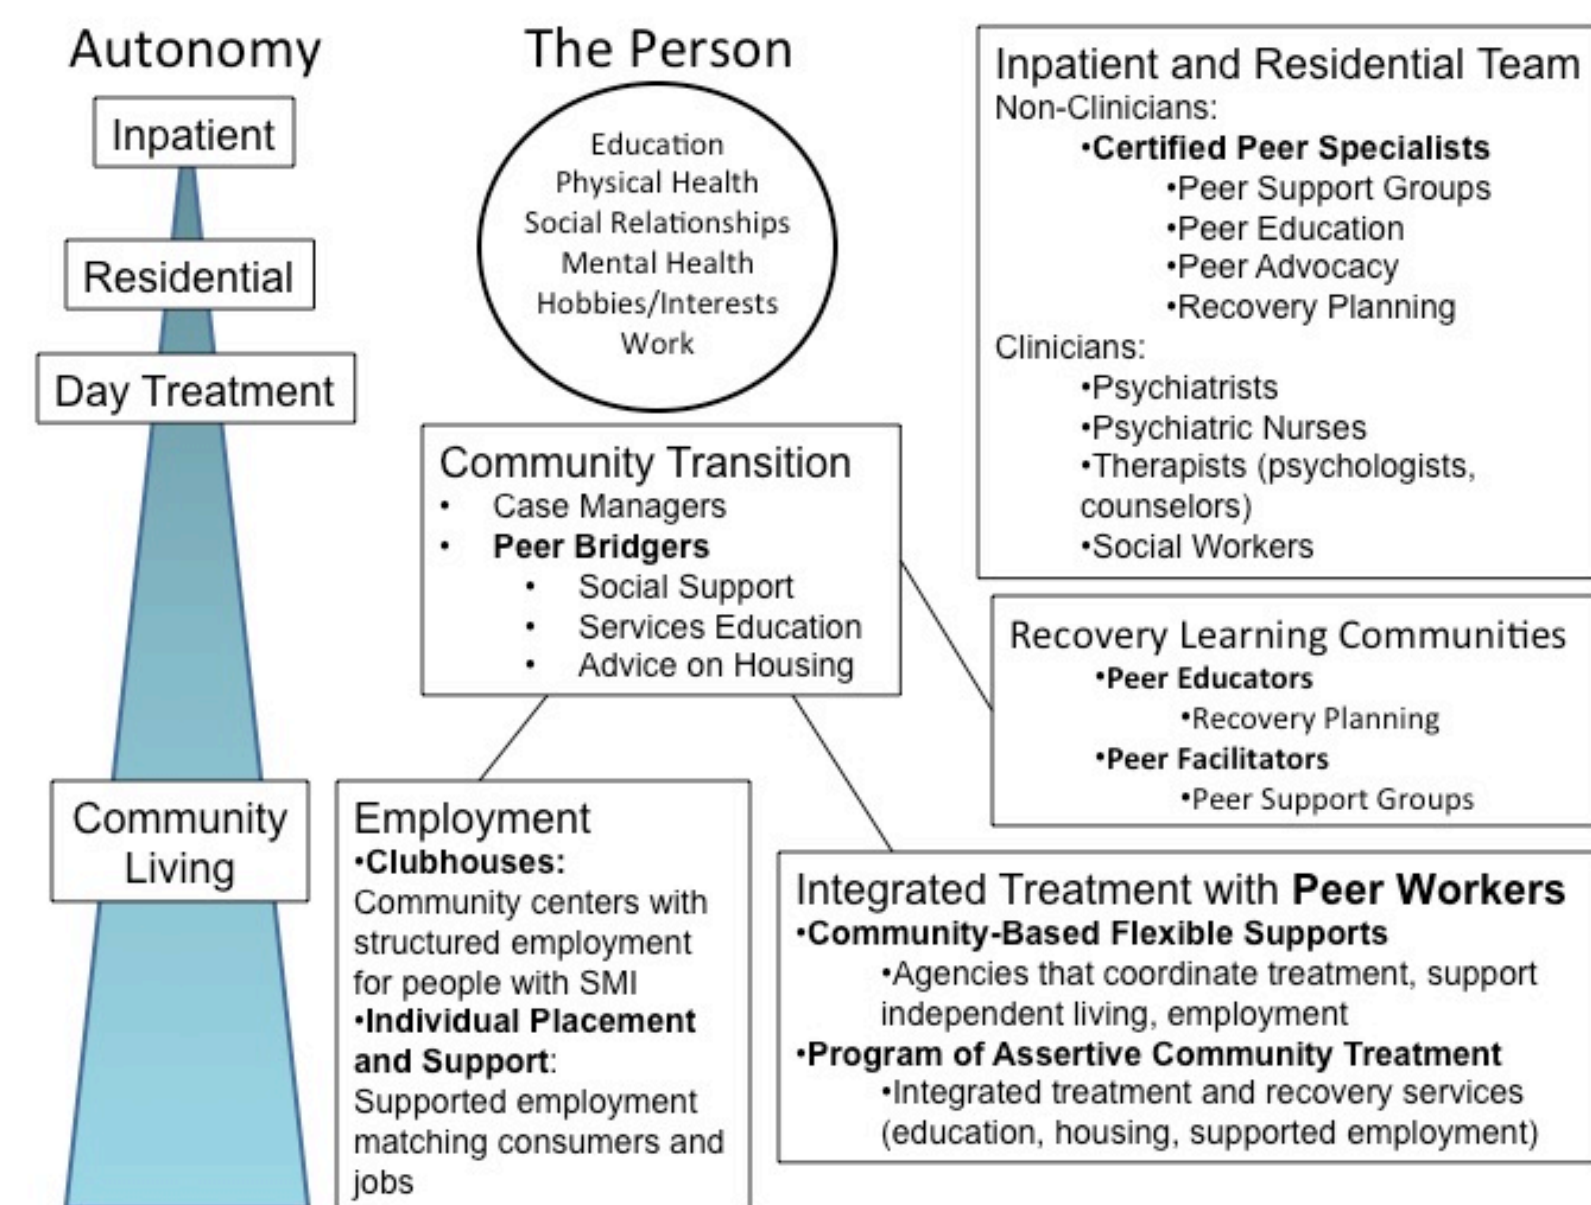 Autonomy
Inpatient
Residential
Day Treatment
Community
Living
The Person
Education
Physical Health
Social Relationships
Mental Health
Hobbies/Interests
Work
Community Transition
• Case Managers
• Peer Bridgers
• Social Support
• Services Education
• Advice on Housing
Inpatient and Residential Team
Non-Clinicians:
•Certified Peer Specialists
•Peer Support Groups
•Peer Education
•Peer Advocacy
•Recovery Planning
Clinicians:
•Psychiatrists
•Psychiatric Nurses
•Therapists (psychologists,
counselors)
•Social Workers
Recovery Learning Communities
•Peer Educators
•Recovery Planning
•Peer Facilitators
•Peer Support Groups
Employment
•Clubhouses:
Community centers with
structured employment
for people with SMI
•Individual Placement
and Support:
Supported employment
matching consumers and
jobs
Integrated Treatment with Peer Workers
•Community-Based Flexible Supports
•Agencies that coordinate treatment, support
independent living, employment
•Program of Assertive Community Treatment
•Integrated treatment and recovery services
(education, housing, supported employment)